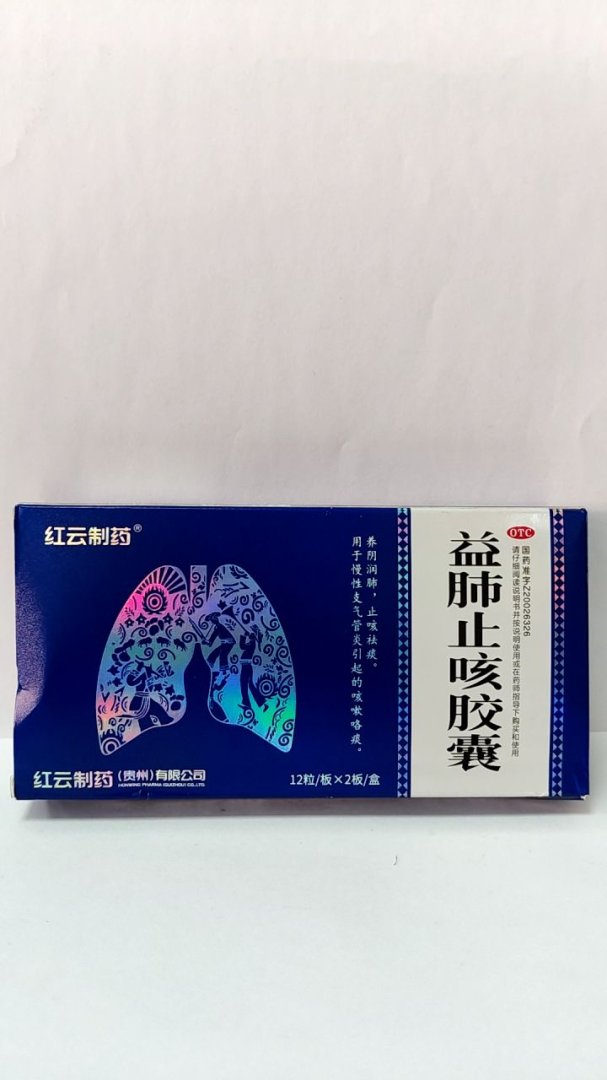 红云制药®
养阴润肺，止咳祛痰。
用于慢性支气管炎引起的咳嗽咯痰。
红云制药（贵州）有限公司
HONWING PHARMA (GUIZHOU) CO.,LTD.
12粒/板×2板/盒
OTC
国药准字Z20026326
请仔细阅读说明书并按说明使用或在药师指导下购买和使用
益肺止咳胶囊